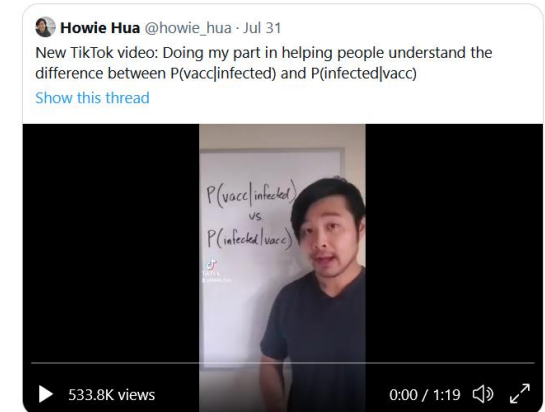 Howie Hua @howie_hua · Jul 31
New TikTok video: Doing my part in helping people understand the
difference between P(vacc|infected) and P(infected|vacc)
Show this thread
P(vacc|infected)
vs
P(infected|vacc)
533.8K views
0:00 / 1:19